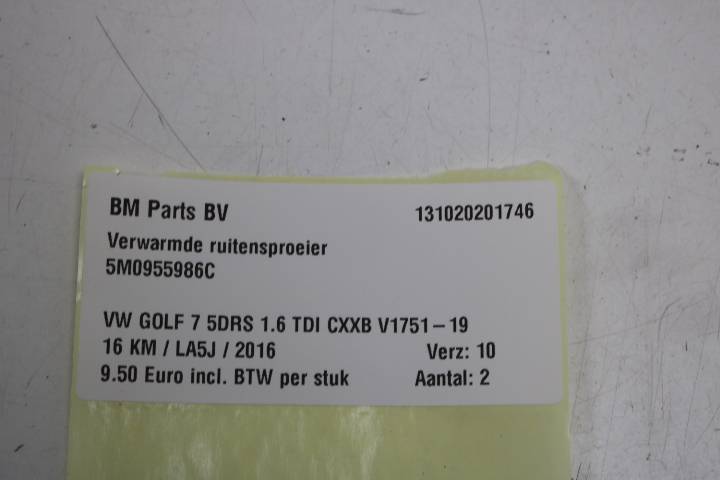 BM Parts BV 131020201746
Verwarmde ruitensproeier
5M0955986C
VW GOLF 7 5DRS 1.6 TDI CXXB V1751-19
16 KM / LA5J / 2016 Verz: 10
9.50 Euro incl. BTW per stuk Aantal: 2